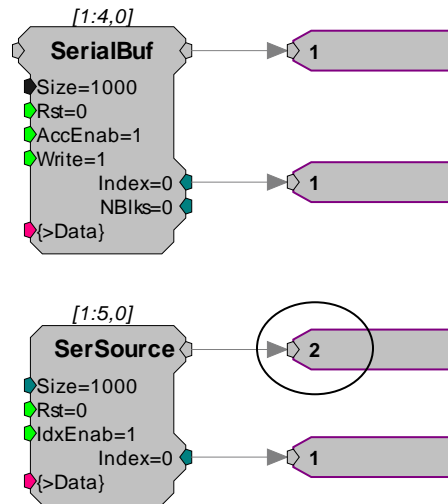 [1:4,0]
SerialBuf
1
Size=1000
Rst=0
AccEnab=1
Write=1
Index=0
1
NBlks=0
{>Data}
[1:5,0]
SerSource
2
Size=1000
Rst=0
IdxEnab=1
Index=0
1
{>Data}